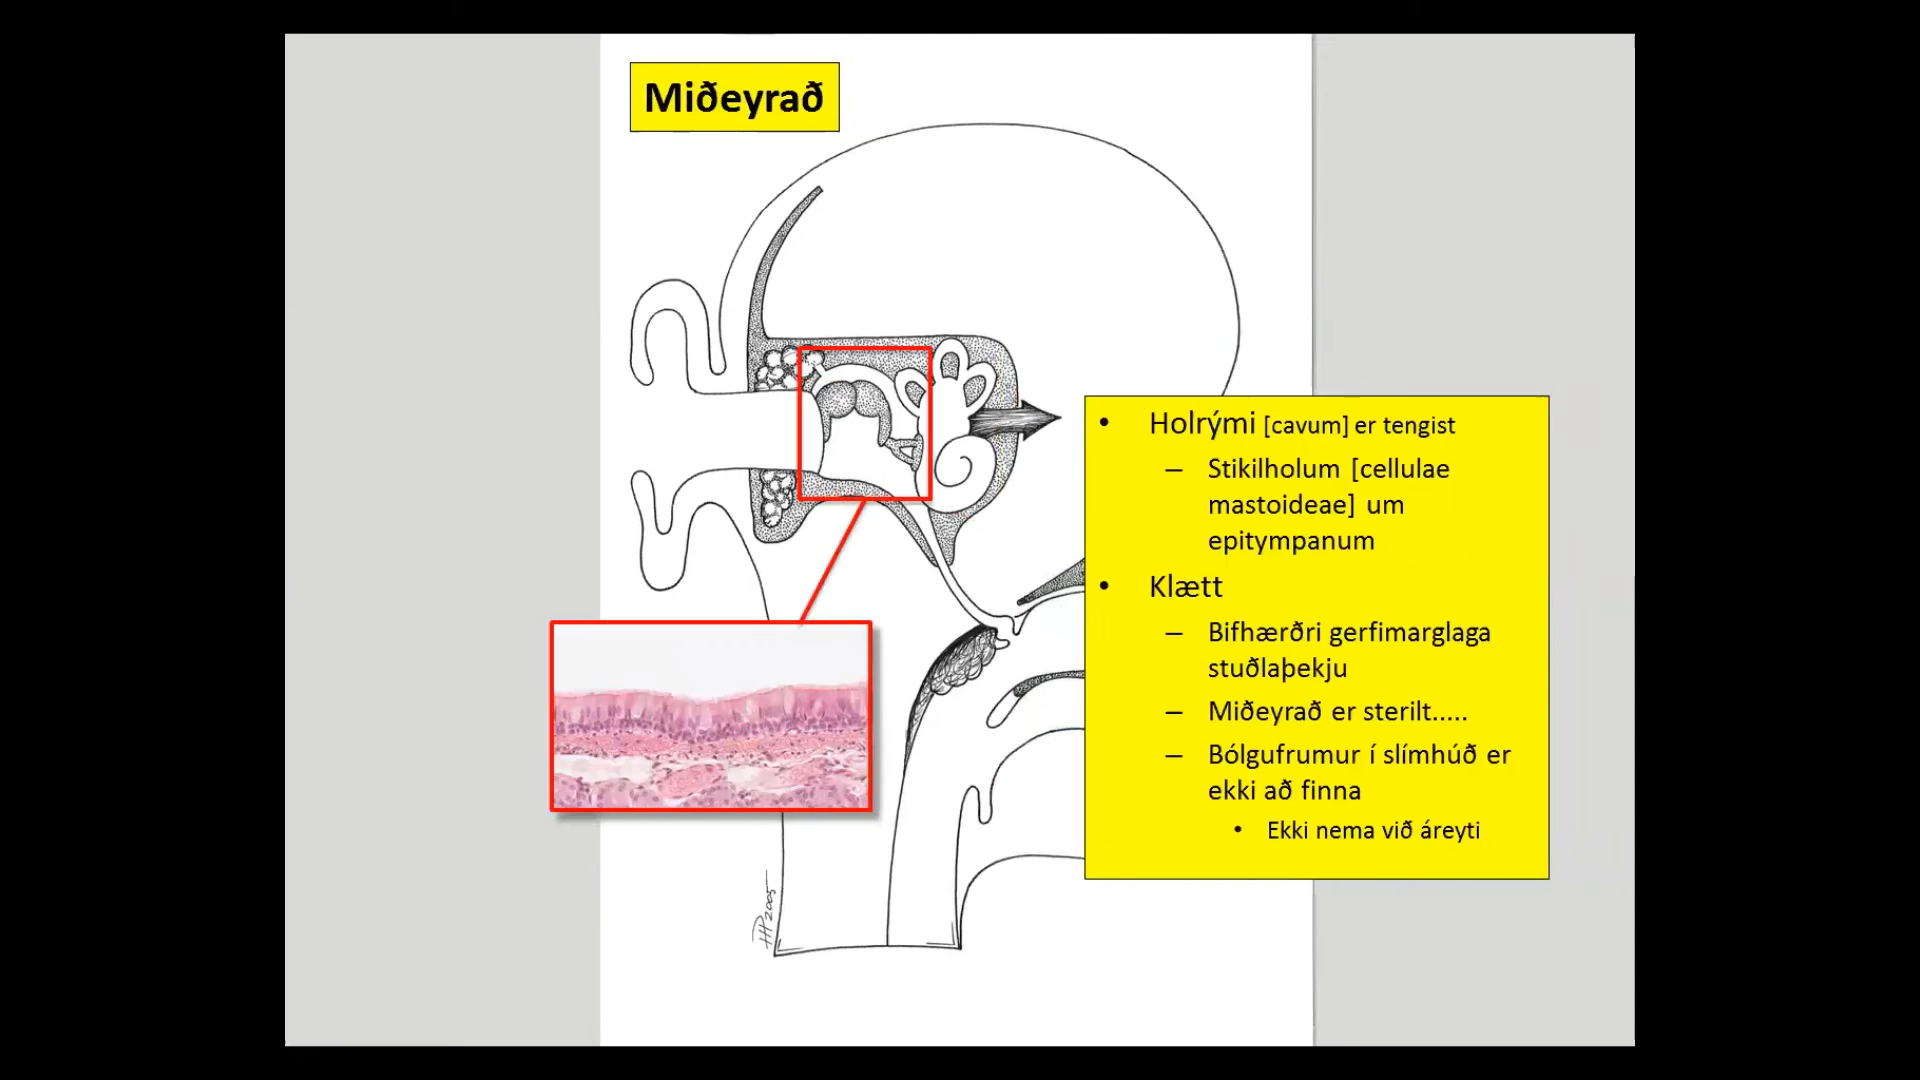 Miðeyrað
• Holrými [cavum] er tengist
– Stikilholum [cellulae
mastoideae] um
epitympanum
• Klætt
– Bifhærðri gerfimarglaga
stuðlaþekju
– Miðeyrað er sterilt.....
– Bólgufrumur í slímhúð er
ekki að finna
• Ekki nema við áreyti
2005